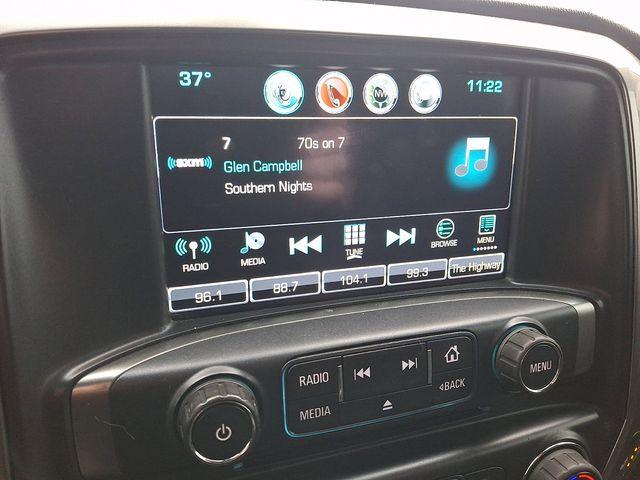 37°
NW
11:22
7 70s on 7
((sxm))
Glen Campbell
Southern Nights
RADIO
MEDIA
TUNE
BROWSE
MENU
96.1 88.7 104.1 99.3 The Highway
RADIO
MEDIA
BACK
MENU